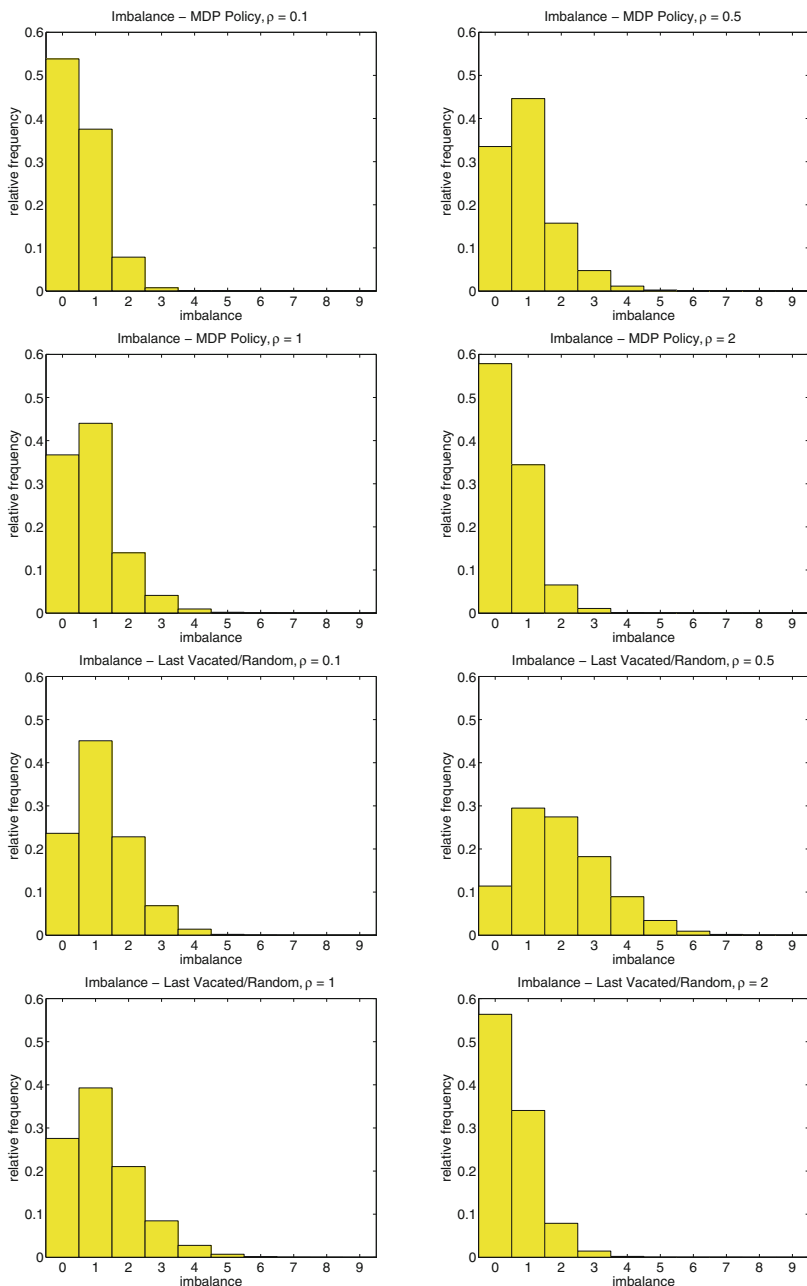 Imbalance – MDP Policy, ρ = 0.1
0.6
0.5
0.4
0.3
0.2
0.1
0
relative frequency
0 1 2 3 4 5 6 7 8 9
imbalance
Imbalance – MDP Policy, ρ = 0.5
0.6
0.5
0.4
0.3
0.2
0.1
0
relative frequency
0 1 2 3 4 5 6 7 8 9
imbalance
Imbalance – MDP Policy, ρ = 1
0.6
0.5
0.4
0.3
0.2
0.1
0
relative frequency
0 1 2 3 4 5 6 7 8 9
imbalance
Imbalance – MDP Policy, ρ = 2
0.6
0.5
0.4
0.3
0.2
0.1
0
relative frequency
0 1 2 3 4 5 6 7 8 9
imbalance
Imbalance – Last Vacated/Random, ρ = 0.1
0.6
0.5
0.4
0.3
0.2
0.1
0
relative frequency
0 1 2 3 4 5 6 7 8 9
imbalance
Imbalance – Last Vacated/Random, ρ = 0.5
0.6
0.5
0.4
0.3
0.2
0.1
0
relative frequency
0 1 2 3 4 5 6 7 8 9
imbalance
Imbalance – Last Vacated/Random, ρ = 1
0.6
0.5
0.4
0.3
0.2
0.1
0
relative frequency
0 1 2 3 4 5 6 7 8 9
imbalance
Imbalance – Last Vacated/Random, ρ = 2
0.6
0.5
0.4
0.3
0.2
0.1
0
relative frequency
0 1 2 3 4 5 6 7 8 9
imbalance